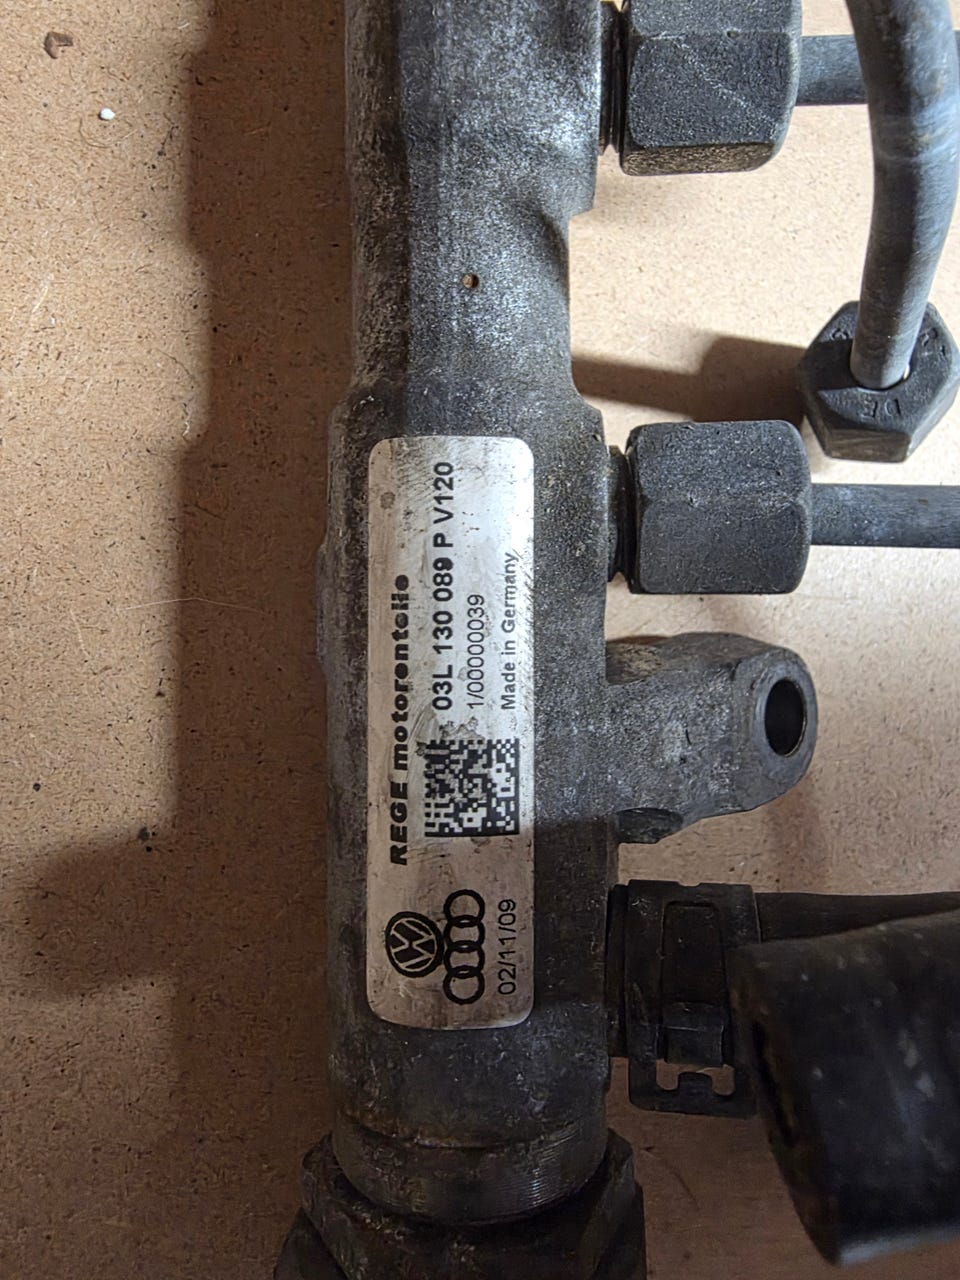 REGE motorenteile
03L 130 089 P V120
1/00000039
Made in Germany
02/11/09